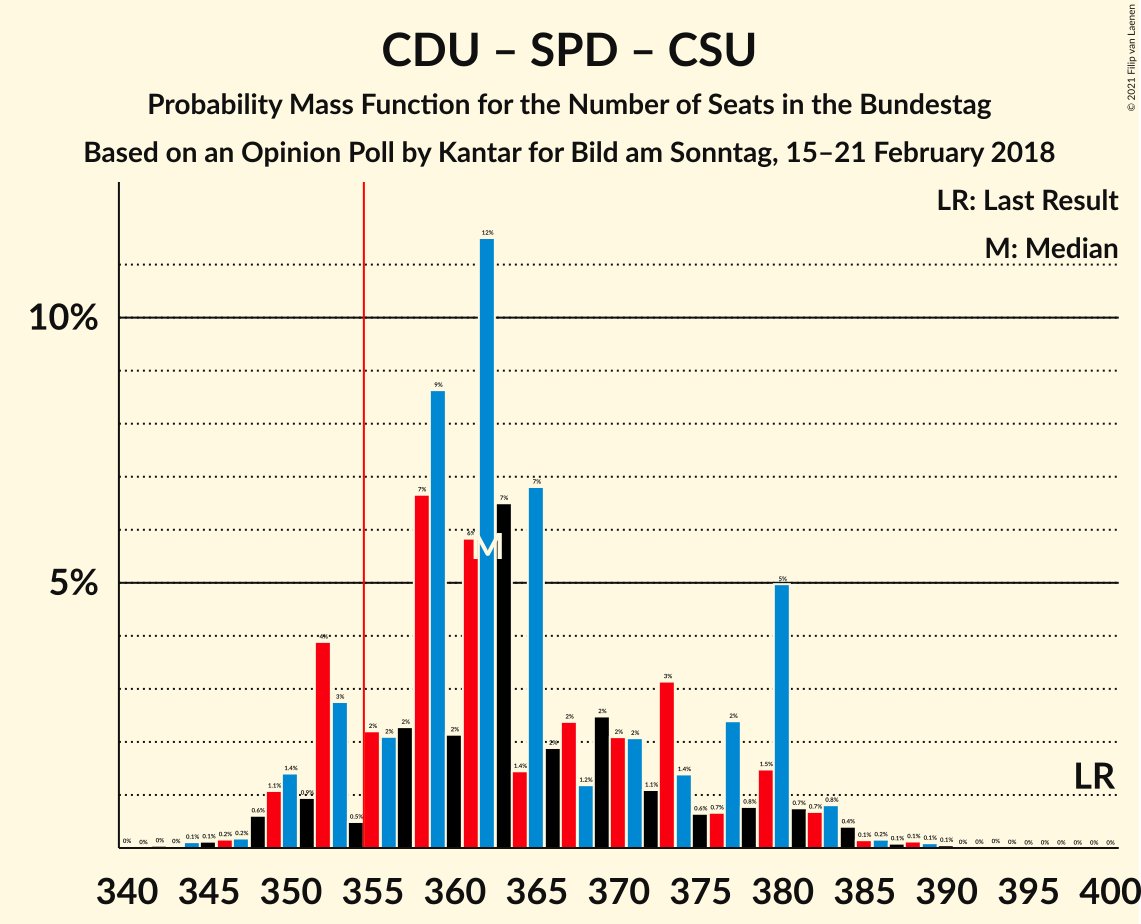 CDU – SPD – CSU
Probability Mass Function for the Number of Seats in the Bundestag
Based on an Opinion Poll by Kantar for Bild am Sonntag, 15–21 February 2018
© 2021 Filip van Laenen
LR: Last Result
M: Median
10%
5%
0% 0% 0% 0% 0.1% 0.1% 0.2% 0.2% 0.6% 1.1% 1.4% 0.9% 4% 3% 0.5% 2% 2% 2% 7% 9% 2% 6% 12% 7% 1.4% 7% 2% 2% 1.2% 2% 2% 2% 1.1% 3% 1.4% 0.6% 0.7% 2% 0.8% 1.5% 5% 0.7% 0.7% 0.8% 0.4% 0.1% 0.2% 0.1% 0.1% 0.1% 0.1% 0% 0% 0% 0% 0% 0% 0% 0% 0% 0%
M
LR
340 345 350 355 360 365 370 375 380 385 390 395 400